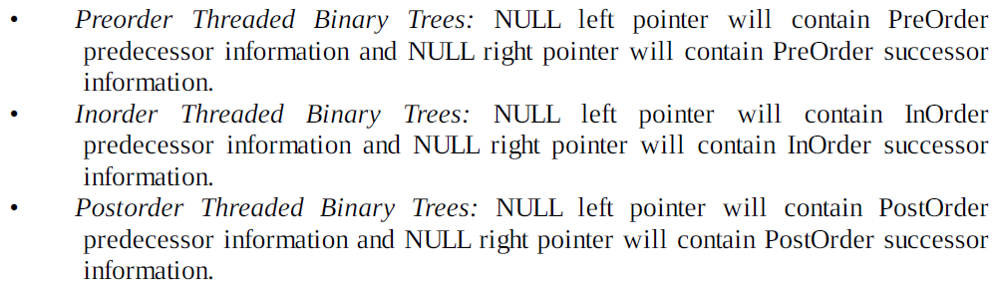 • Preorder Threaded Binary Trees: NULL left pointer will contain PreOrder
predecessor information and NULL right pointer will contain PreOrder successor
information.
• Inorder Threaded Binary Trees: NULL left pointer will contain InOrder
predecessor information and NULL right pointer will contain InOrder successor
information.
• Postorder Threaded Binary Trees: NULL left pointer will contain PostOrder
predecessor information and NULL right pointer will contain PostOrder successor
information.